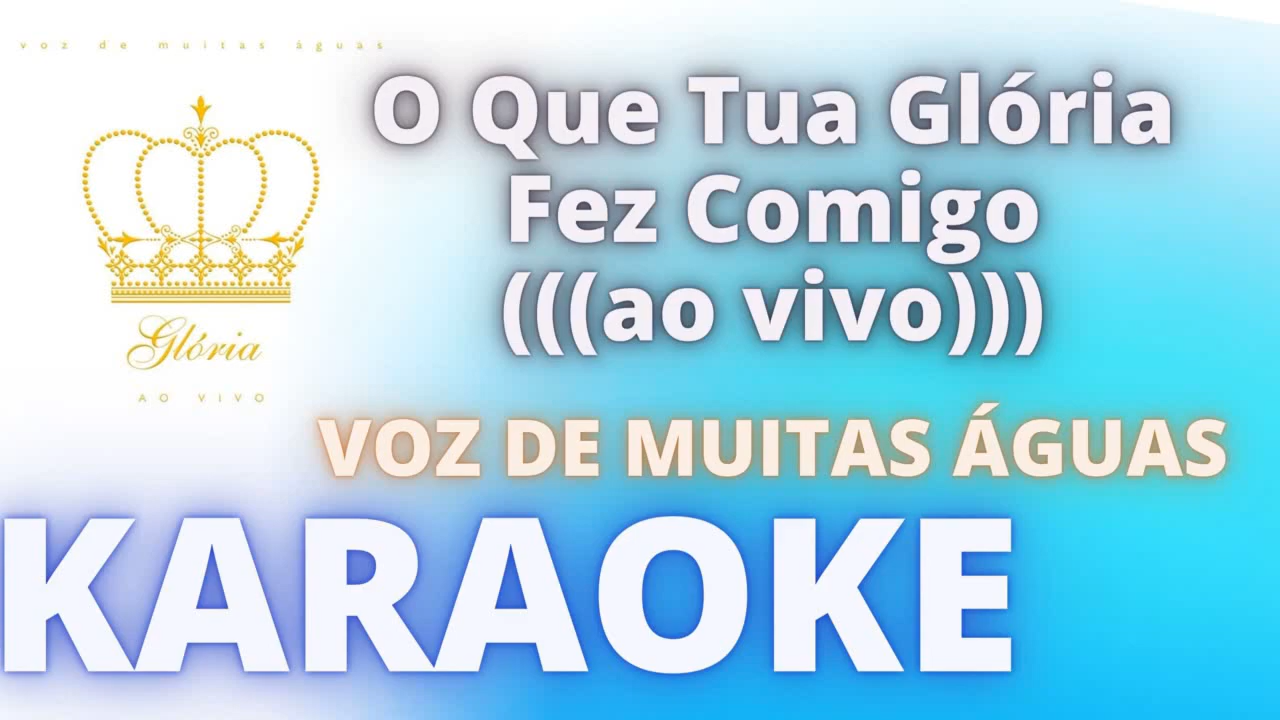 voz de muitas águas
O Que Tua Glória
Fez Comigo
(((ao vivo)))
Glória
AO VIVO
VOZ DE MUITAS ÁGUAS
KARAOKE